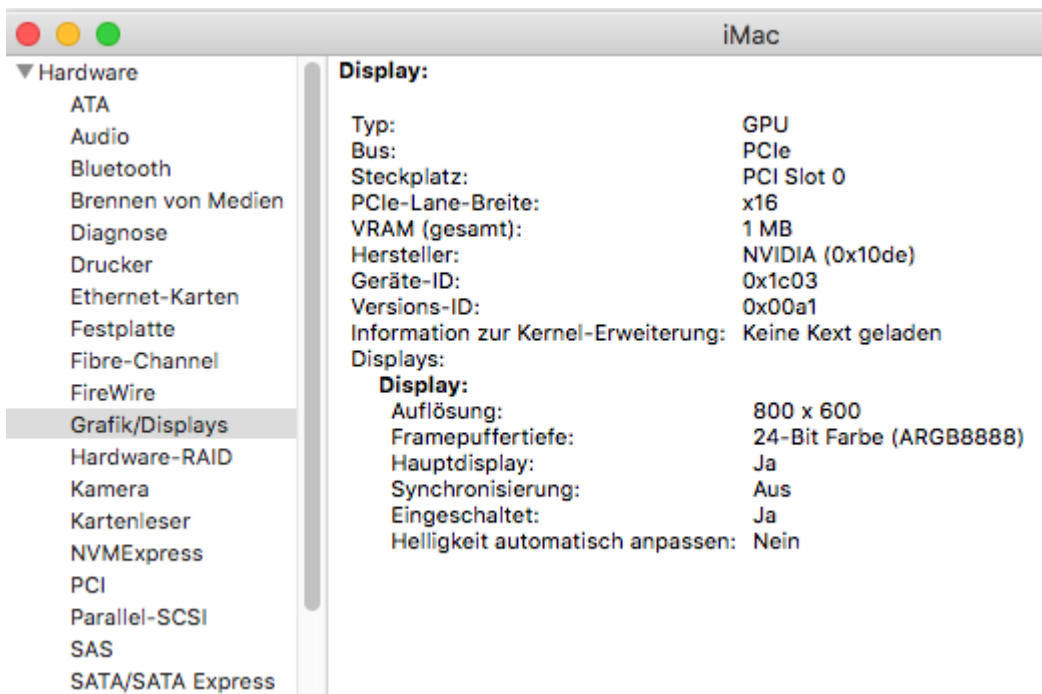 iMac
Hardware
ATA
Audio
Bluetooth
Brennen von Medien
Diagnose
Drucker
Ethernet-Karten
Festplatte
Fibre-Channel
FireWire
Grafik/Displays
Hardware-RAID
Kamera
Kartenleser
NVMExpress
PCI
Parallel-SCSI
SAS
SATA/SATA Express
Display:
Typ: GPU
Bus: PCIe
Steckplatz: PCI Slot 0
PCIe-Lane-Breite: x16
VRAM (gesamt): 1 MB
Hersteller: NVIDIA (0x10de)
Geräte-ID: 0x1c03
Versions-ID: 0x00a1
Information zur Kernel-Erweiterung: Keine Kext geladen
Displays:
Display:
Auflösung: 800 x 600
Framepuffertiefe: 24-Bit Farbe (ARGB8888)
Hauptdisplay: Ja
Synchronisierung: Aus
Eingeschaltet: Ja
Helligkeit automatisch anpassen: Nein